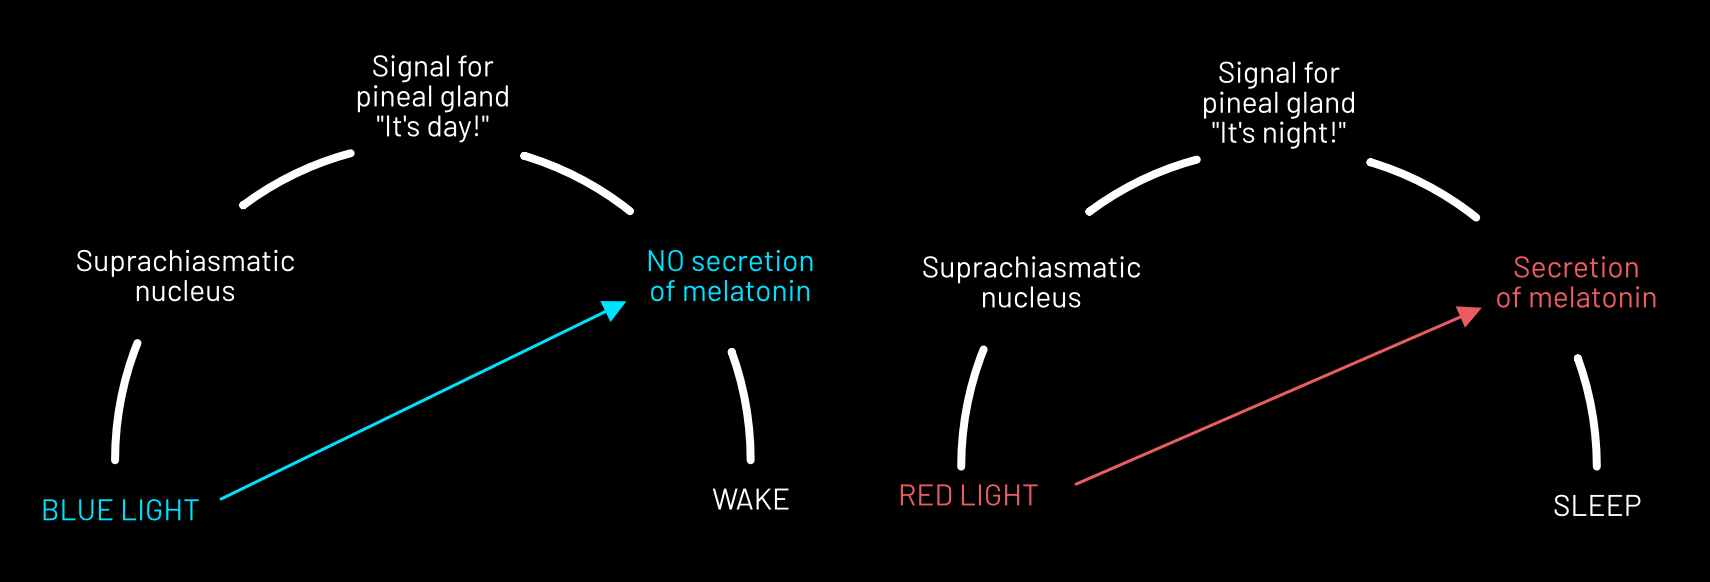 Signal for
pineal gland
"It's day!"
Suprachiasmatic
nucleus
NO secretion
of melatonin
BLUE LIGHT
WAKE
Signal for
pineal gland
"It's night!"
Suprachiasmatic
nucleus
Secretion
of melatonin
RED LIGHT
SLEEP